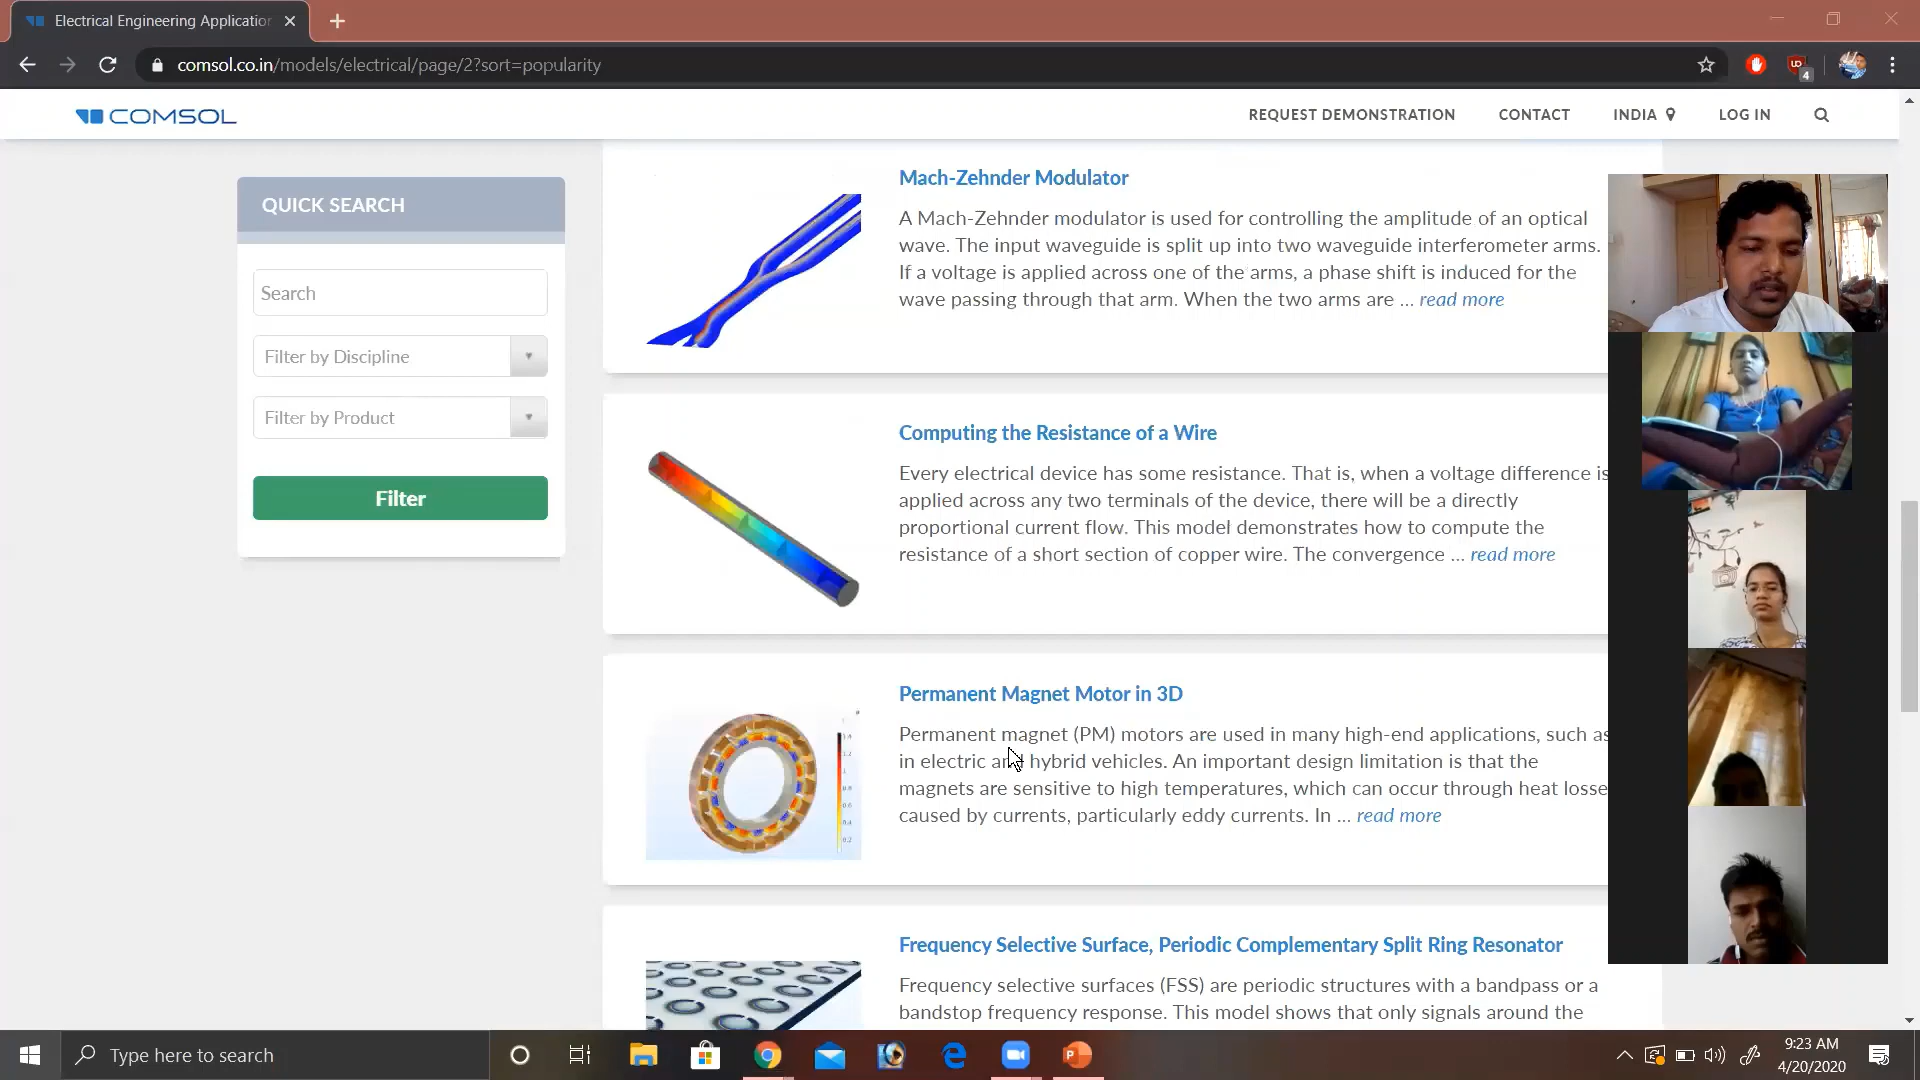 Electrical Engineering Application
comsol.co.in/models/electrical/page/2?sort=popularity
4
COMSOL
REQUEST DEMONSTRATION
CONTACT
INDIA
LOG IN
QUICK SEARCH
Search
Filter by Discipline
Filter by Product
Filter
Mach-Zehnder Modulator
A Mach-Zehnder modulator is used for controlling the amplitude of an optical
wave. The input waveguide is split up into two waveguide interferometer arms.
If a voltage is applied across one of the arms, a phase shift is induced for the
wave passing through that arm. When the two arms are ... read more
Computing the Resistance of a Wire
Every electrical device has some resistance. That is, when a voltage difference is
applied across any two terminals of the device, there will be a directly
proportional current flow. This model demonstrates how to compute the
resistance of a short section of copper wire. The convergence ... read more
Permanent Magnet Motor in 3D
Permanent magnet (PM) motors are used in many high-end applications, such as
in electric and hybrid vehicles. An important design limitation is that the
magnets are sensitive to high temperatures, which can occur through heat losse
caused by currents, particularly eddy currents. In ... read more
Frequency Selective Surface, Periodic Complementary Split Ring Resonator
Frequency selective surfaces (FSS) are periodic structures with a bandpass or a
bandstop frequency response. This model shows that only signals around the
Type here to search
9:23 AM
4/20/2020